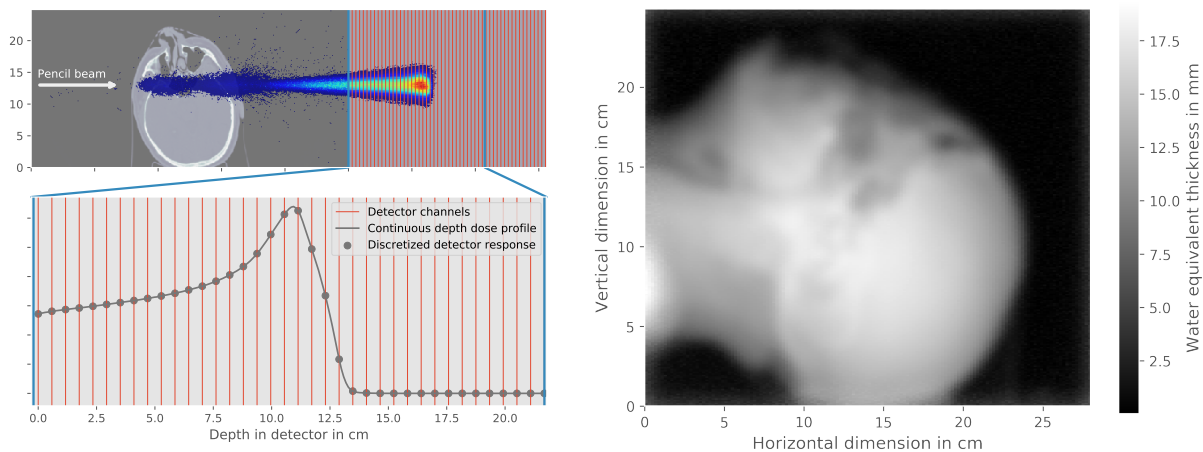 20
15
10
5
0
Pencil beam
Detector channels
Continuous depth dose profile
Discretized detector response
0.0 2.5 5.0 7.5 10.0 12.5 15.0 17.5 20.0
Depth in detector in cm
20
15
10
5
0
Vertical dimension in cm
0 5 10 15 20 25
Horizontal dimension in cm
17.5
15.0
12.5
10.0
7.5
5.0
2.5
Water equivalent thickness in mm